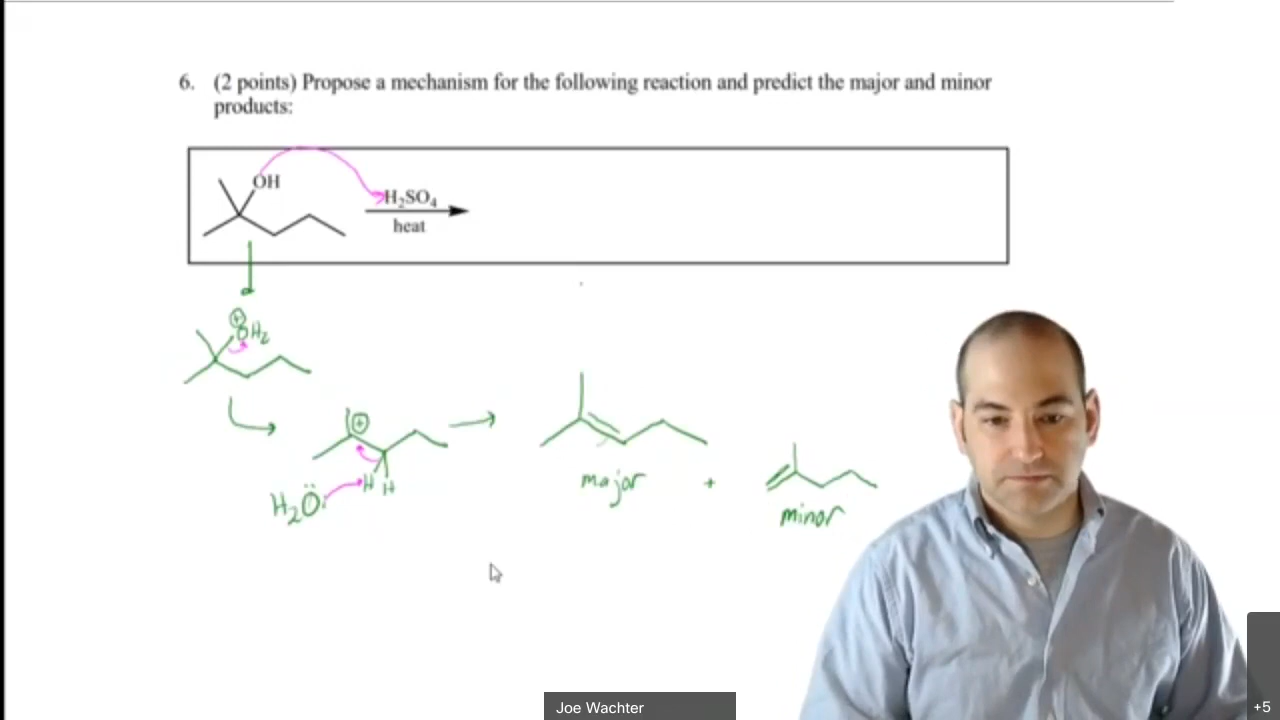 6. (2 points) Propose a mechanism for the following reaction and predict the major and minor
products:
OH
H₂SO₄
heat
⊕
OH₂
⊕
H₂Ö:
H H
major
+
minor
Joe Wachter
+5